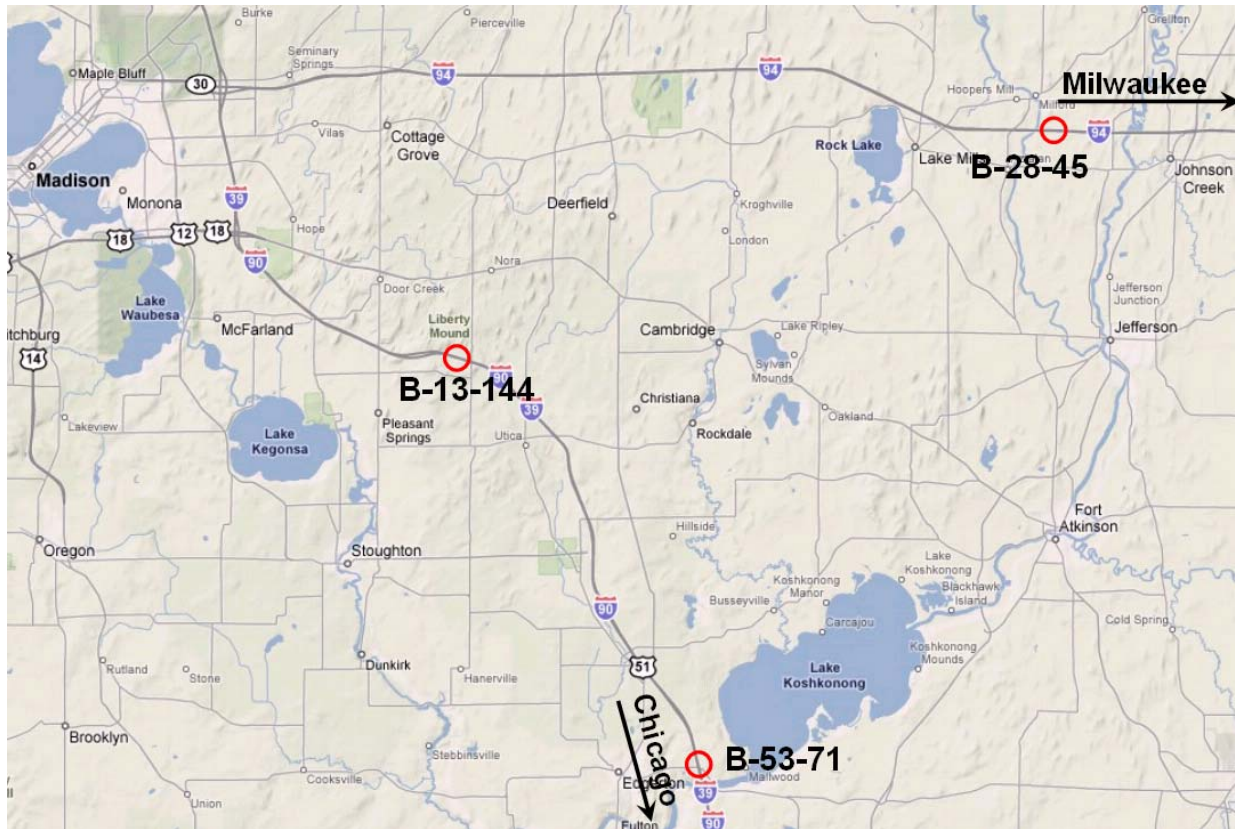 Burke
Pierceville
Grellton
Seminary
Springs
Maple Bluff
30
94
94
Milwaukee
Hoopers Mill
Milford
Vilas
Cottage
Grove
Rock Lake
94
Lake Mil
B-28-45
Johnson
Creek
Madison
Monona
39
Kroghville
Deerfield
18
12
18
Hope
London
90
Nora
Door Creek
Jefferson
Junction
Lake
Waubesa
McFarland
Liberty
Mound
Cambridge
Lake Ripley
Jefferson
itchburg
14
Sylvan
Mounds
90
B-13-144
Christiana
39
Oakland
Lakeview
Pleasant
Springs
Rockdale
Lake
Kegonsa
Utica
Fort
Atkinson
Hillside
Oregon
Stoughton
Lake
Koshkonong
Koshkonong
Manor
Blackhawk
Island
90
Busseyville
Carcajou
Cold Spring
Koshkonong
Mounds
Rutland
Stone
Dunkirk
Hanerville
51
Lake
Koshkonong
Chicago
Brooklyn
Stebbinsville
B-53-71
Cooksville
Edgerton
Mallwood
39
Union
Fulton
90